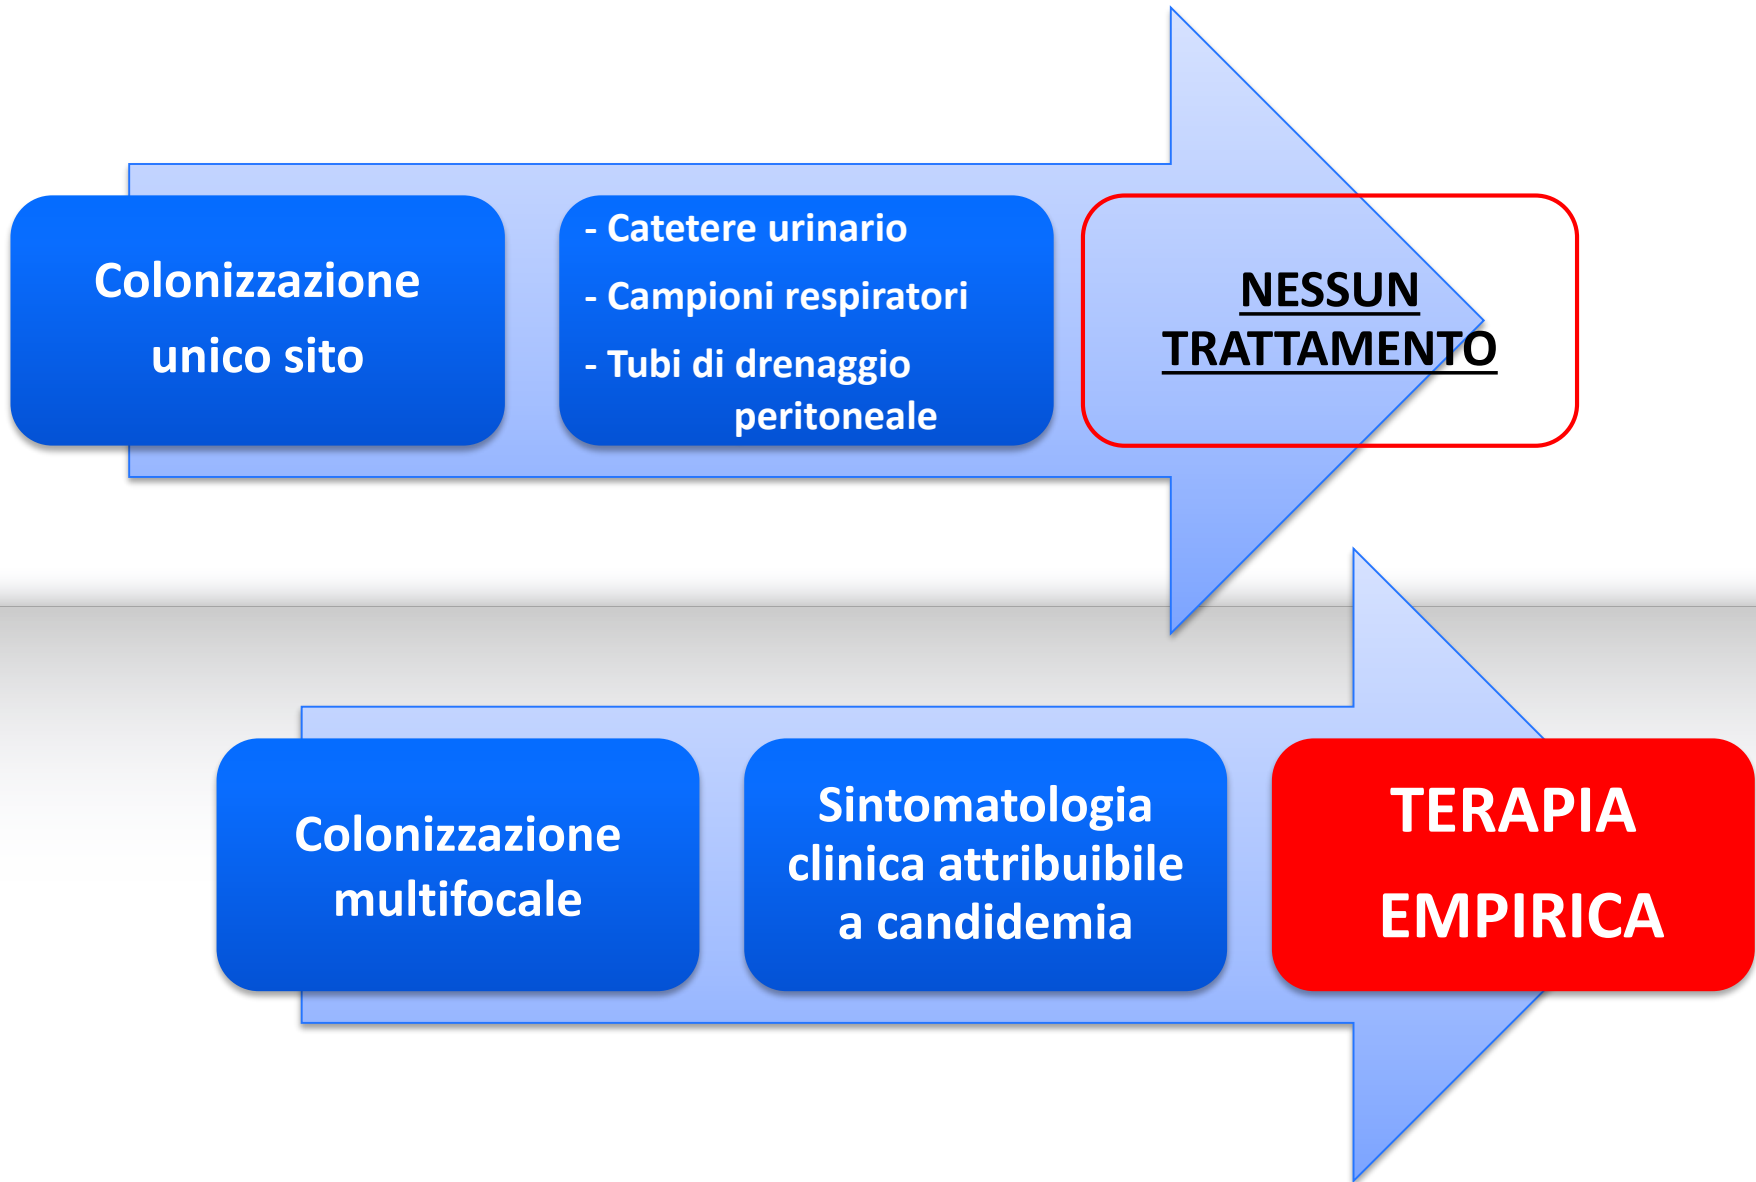 Colonizzazione
unico sito
- Catetere urinario
- Campioni respiratori
- Tubi di drenaggio
peritoneale
NESSUN
TRATTAMENTO
Colonizzazione
multifocale
Sintomatologia
clinica attribuibile
a candidemia
TERAPIA
EMPIRICA